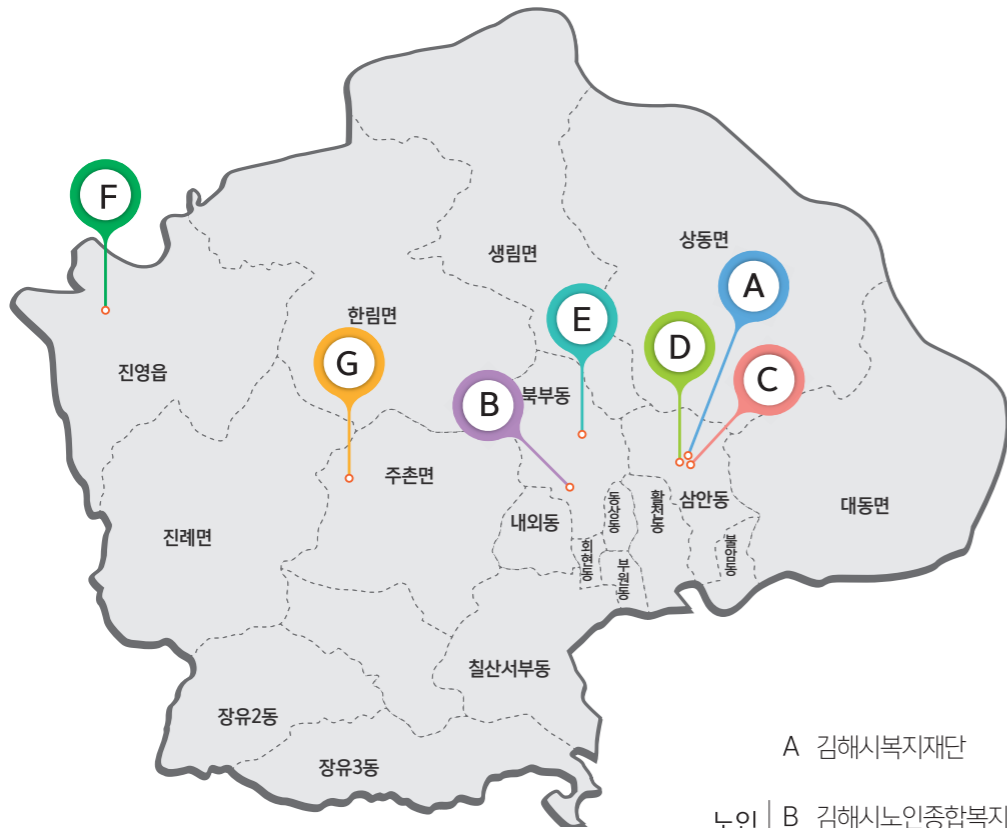 F
생림면
상동면
A
E
한림면
D
G
C
진영읍
B
북부동
주촌면
동상동
활천동
삼안동
대동면
내외동
진례면
회현동
부원동
불암동
칠산서부동
장유2동
장유3동
A 김해시복지재단
노인
B 김해시노인종합복지